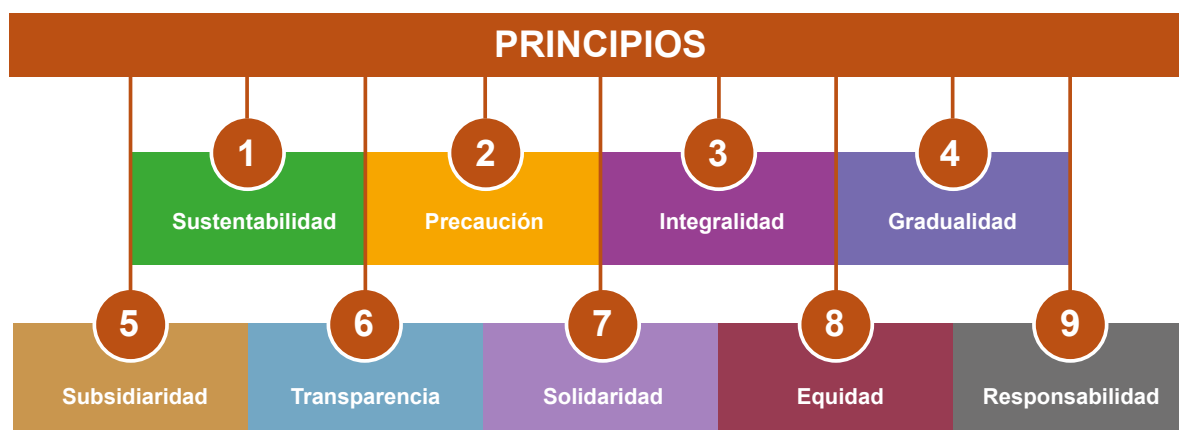 PRINCIPIOS
1
Sustentabilidad
2
Precaución
3
Integralidad
4
Gradualidad
5
Subsidiaridad
6
Transparencia
7
Solidaridad
8
Equidad
9
Responsabilidad